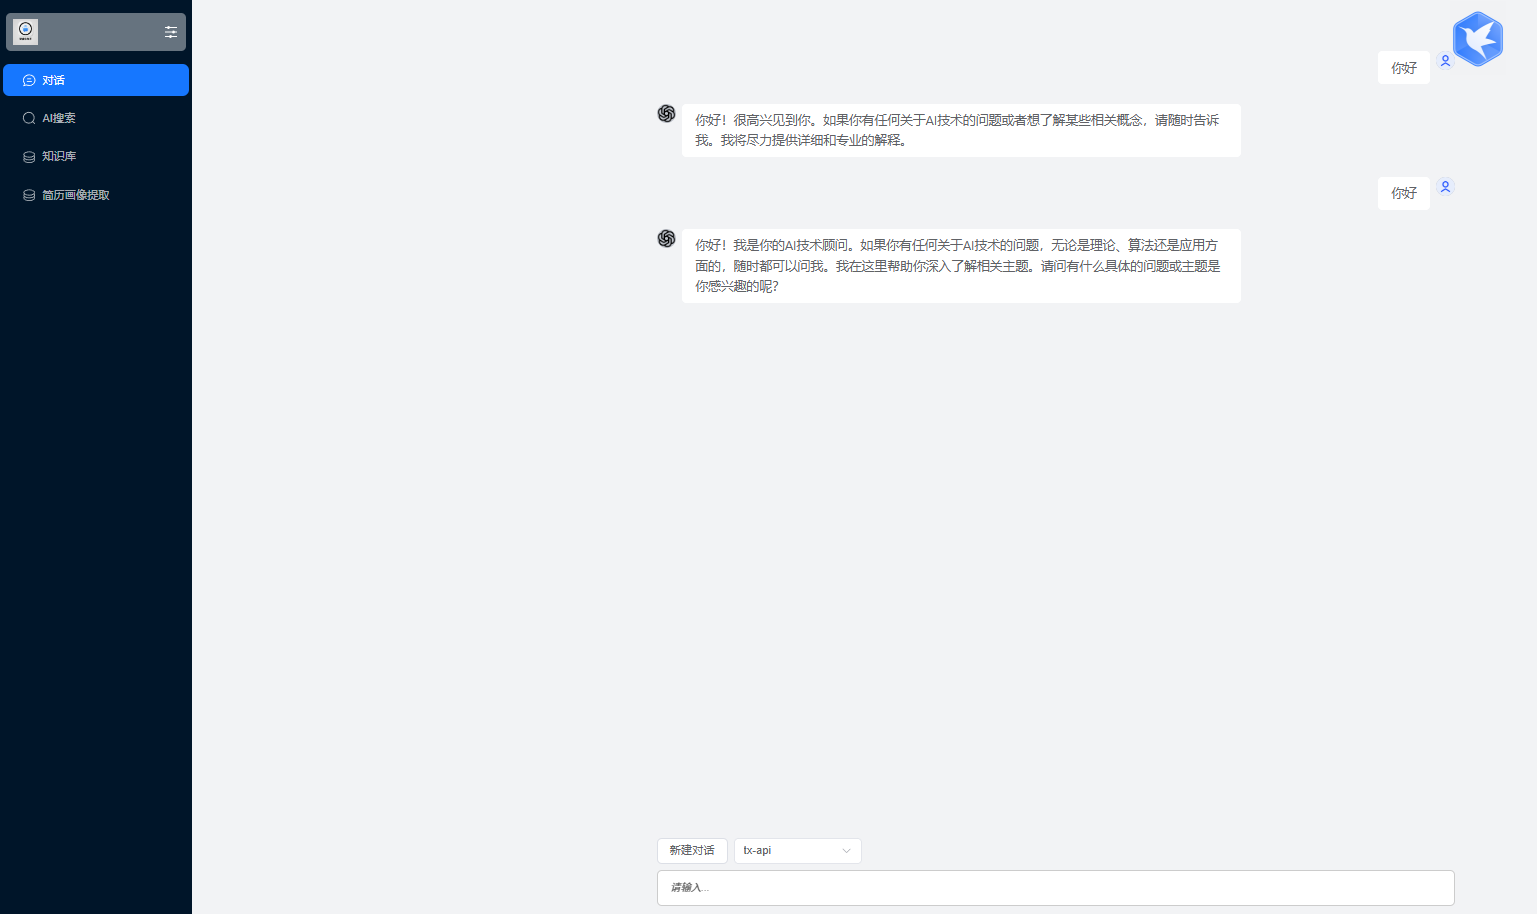 对话
AI搜索
知识库
简历画像提取
你好
你好！很高兴见到你。如果你有任何关于AI技术的问题或者想了解某些相关概念，请随时告诉
我。我将尽力提供详细和专业的解释。
你好
你好！我是你的AI技术顾问。如果你有任何关于AI技术的问题，无论是理论、算法还是应用方
面的，随时都可以问我。我在这里帮助你深入了解相关主题。请问有什么具体的问题或主题是
你感兴趣的呢？
新建对话
tx-api
请输入...